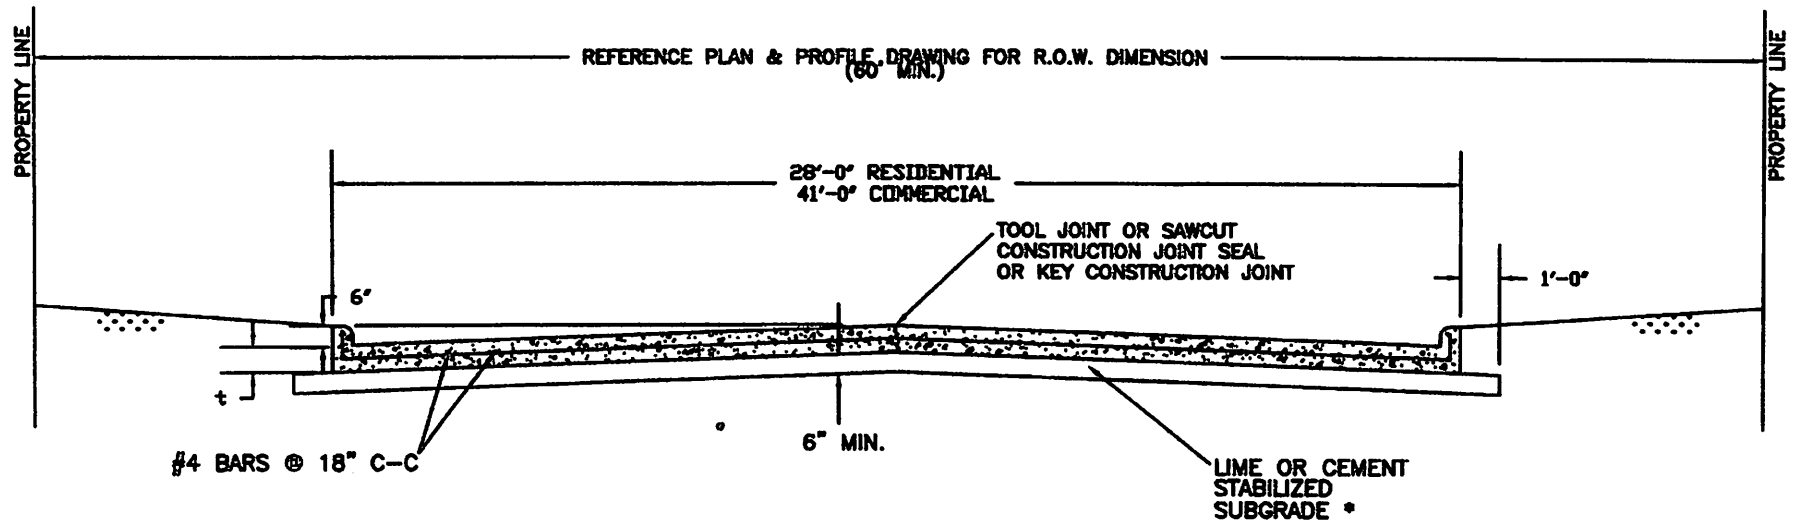 PROPERTY LINE
REFERENCE PLAN & PROFILE DRAWING FOR R.O.W. DIMENSION
(60' MIN.)
PROPERTY LINE
28'-0" RESIDENTIAL
41'-0" COMMERCIAL
TOOL JOINT OR SAWCUT
CONSTRUCTION JOINT SEAL
OR KEY CONSTRUCTION JOINT
1'-0"
6"
t
6" MIN.
#4 BARS @ 18" C-C
LIME OR CEMENT
STABILIZED
SUBGRADE *